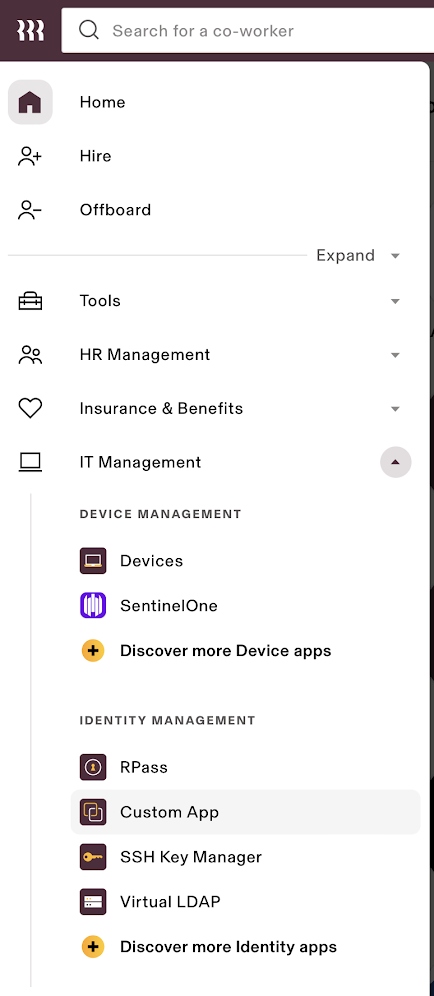 Search for a co-worker
Home
Hire
Offboard
Expand
Tools
HR Management
Insurance & Benefits
IT Management
DEVICE MANAGEMENT
Devices
SentinelOne
Discover more Device apps
IDENTITY MANAGEMENT
RPass
Custom App
SSH Key Manager
Virtual LDAP
Discover more Identity apps